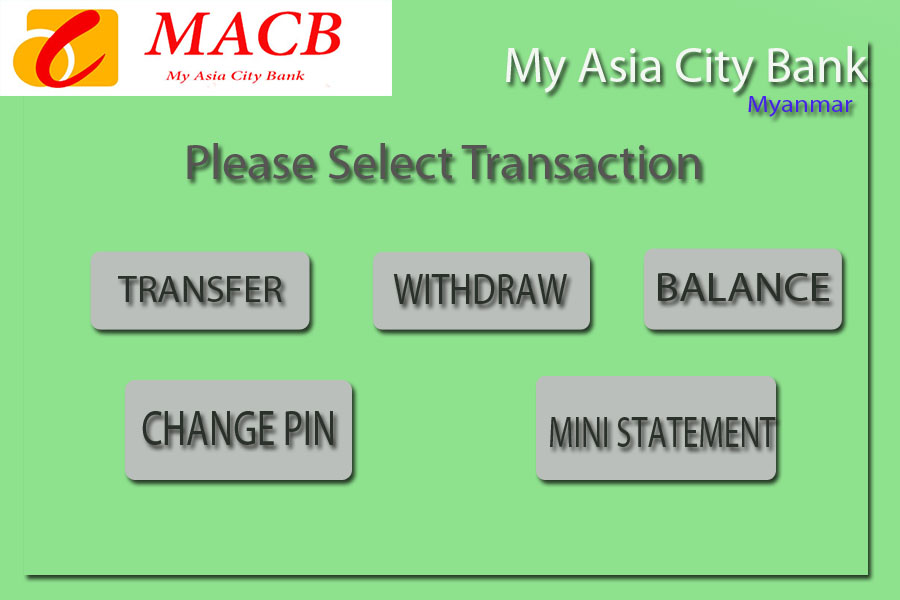 MACB
My Asia City Bank
My Asia City Bank
Myanmar
Please Select Transaction
TRANSFER
WITHDRAW
BALANCE
CHANGE PIN
MINI STATEMENT